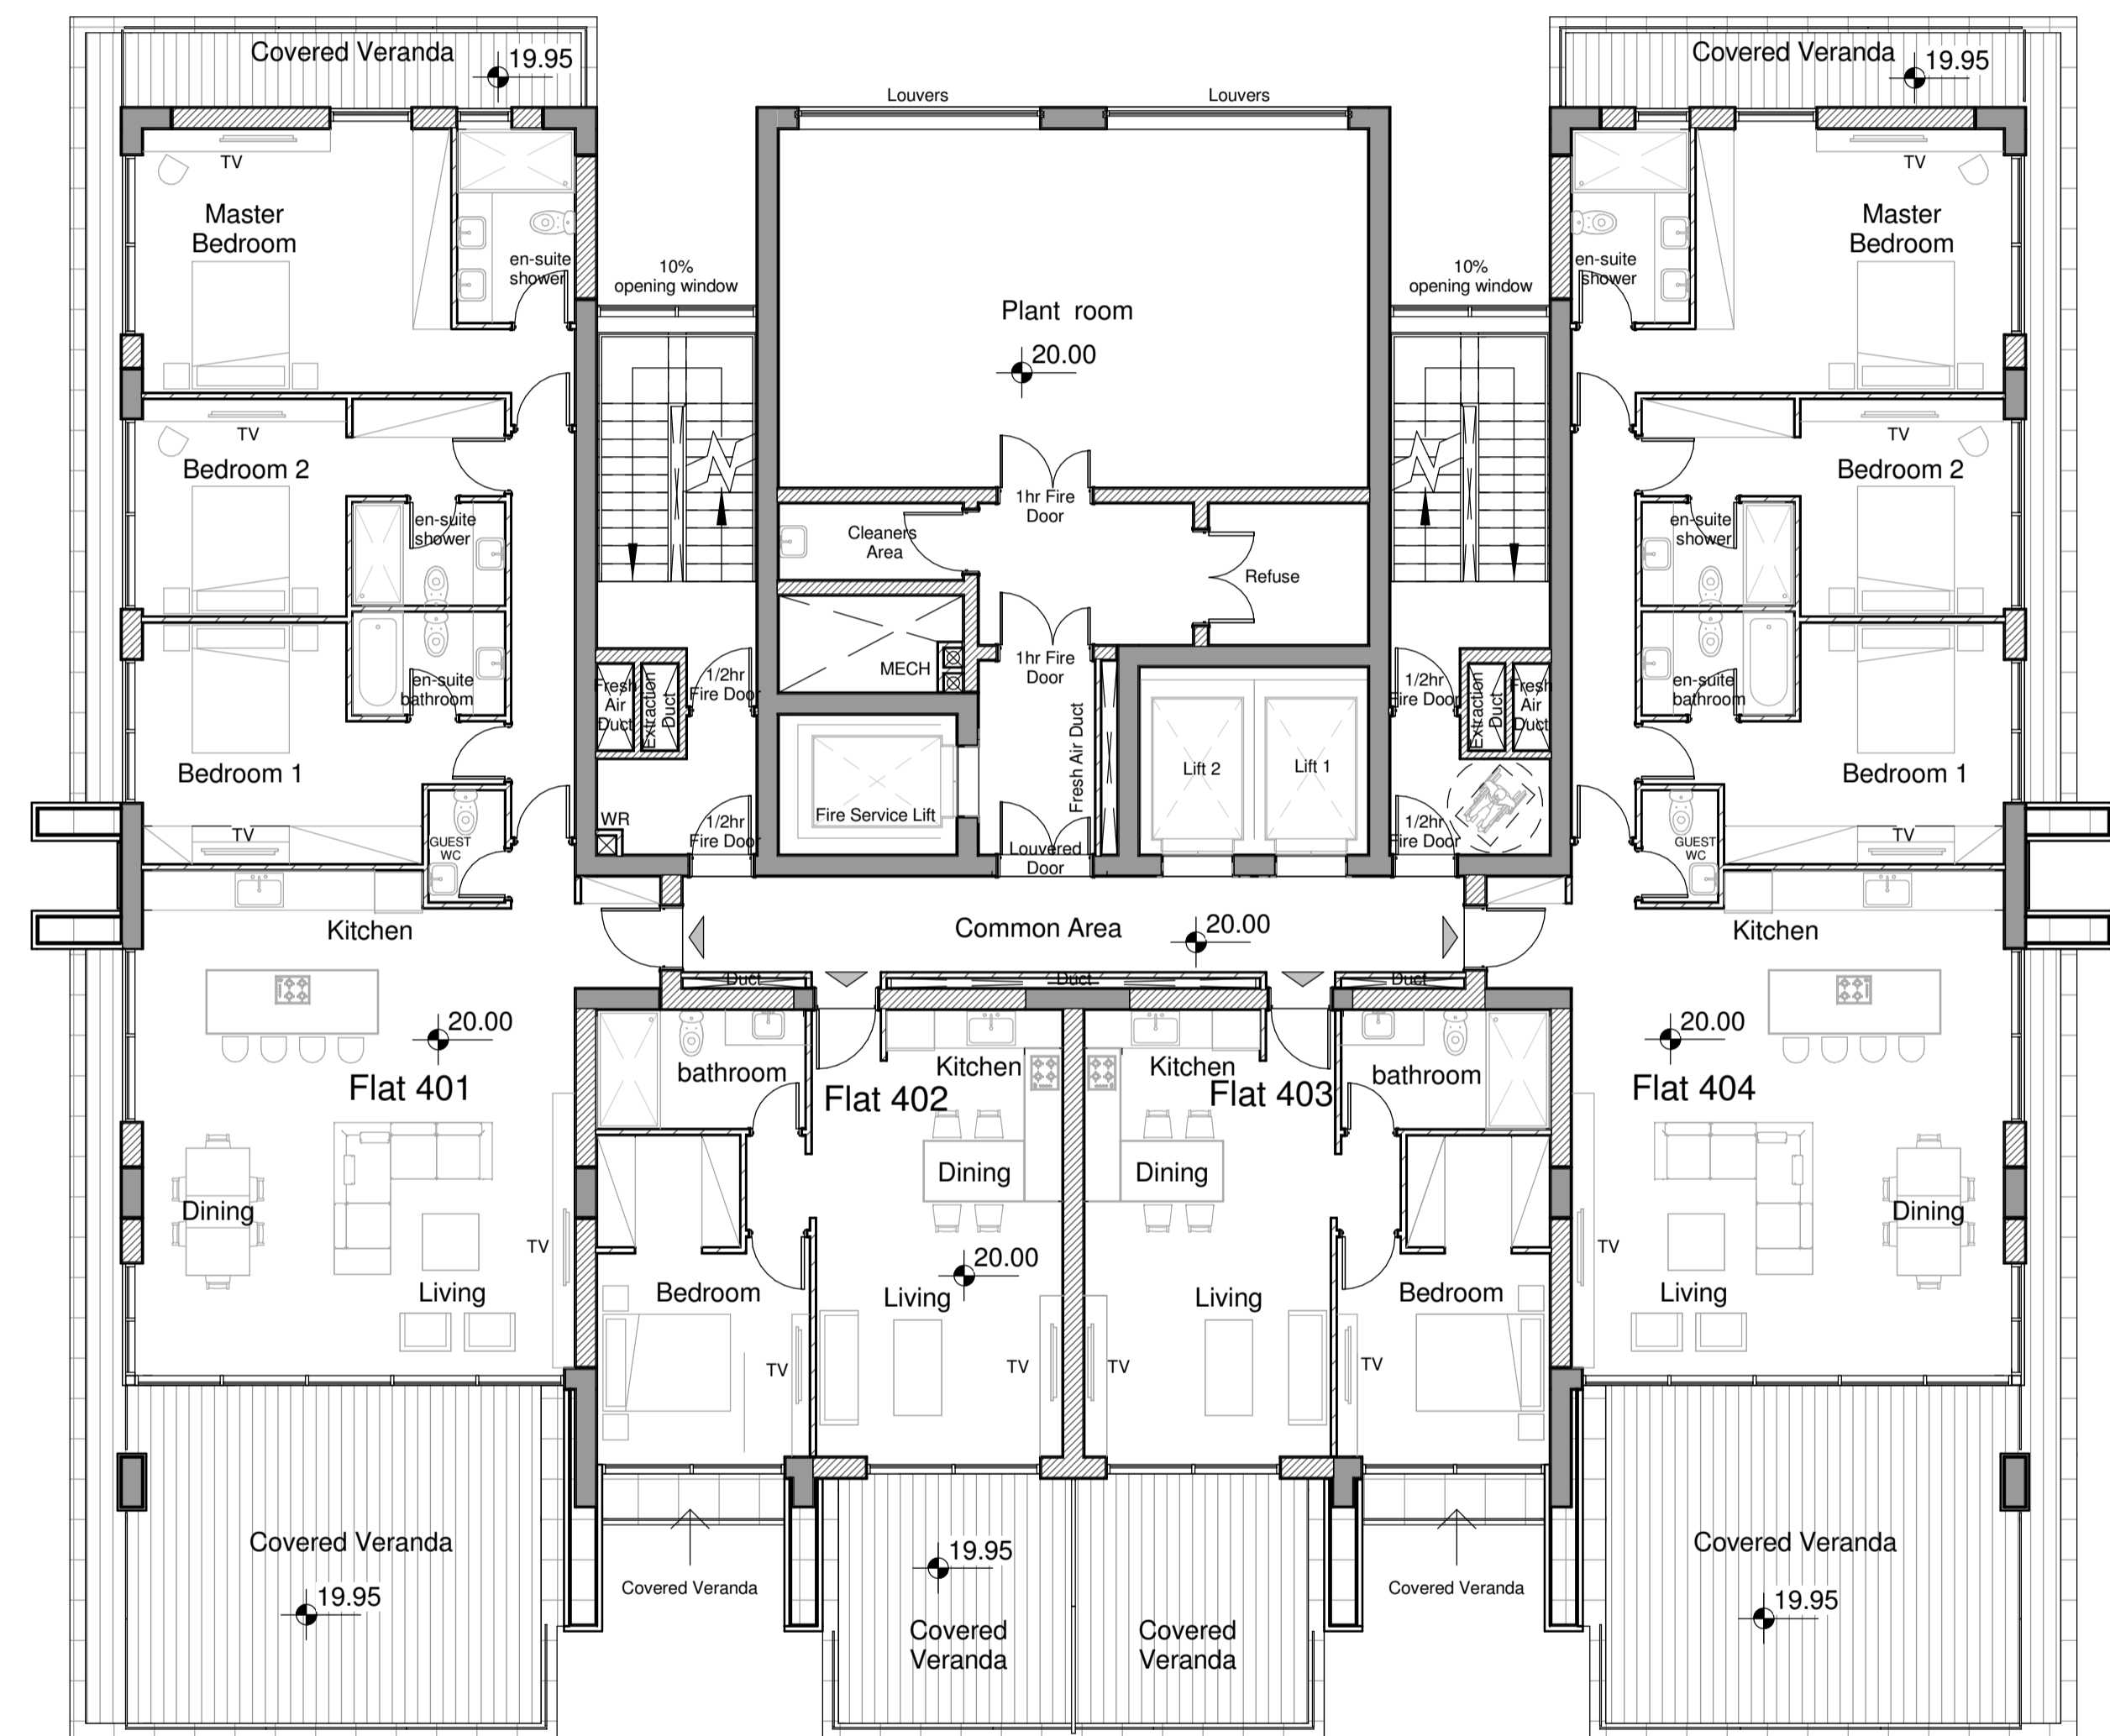 Covered Veranda
19.95
Covered Veranda
19.95
Louvers
Louvers
TV
TV
Master
Bedroom
Master
Bedroom
en-suite
shower
en-suite
shower
10%
opening window
10%
opening window
Plant room
20.00
TV
TV
Bedroom 2
Bedroom 2
1hr Fire
Door
en-suite
shower
en-suite
shower
Cleaners
Area
Refuse
MECH
1hr Fire
Door
en-suite
bathroom
en-suite
bathroom
Fresh
Air
Duct
Extraction
Duct
1/2hr
Fire Door
1/2hr
Fire Door
Extraction
Duct
Fresh
Air
Duct
Fresh Air Duct
Bedroom 1
Bedroom 1
Lift 2
Lift 1
Fire Service Lift
WR
1/2hr
Fire Door
1/2hr
Fire Door
TV
TV
GUEST
WC
GUEST
WC
Louvered
Door
Kitchen
Kitchen
Common Area
20.00
Duct
Duct
Duct
20.00
20.00
Flat 401
Flat 404
bathroom
Flat 402
Kitchen
Kitchen
Flat 403
bathroom
Dining
Dining
Dining
Dining
TV
TV
20.00
Living
Living
Bedroom
Living
Living
Bedroom
TV
TV
TV
TV
Covered Veranda
19.95
Covered Veranda
19.95
Covered Veranda
Covered Veranda
19.95
Covered
Veranda
Covered
Veranda